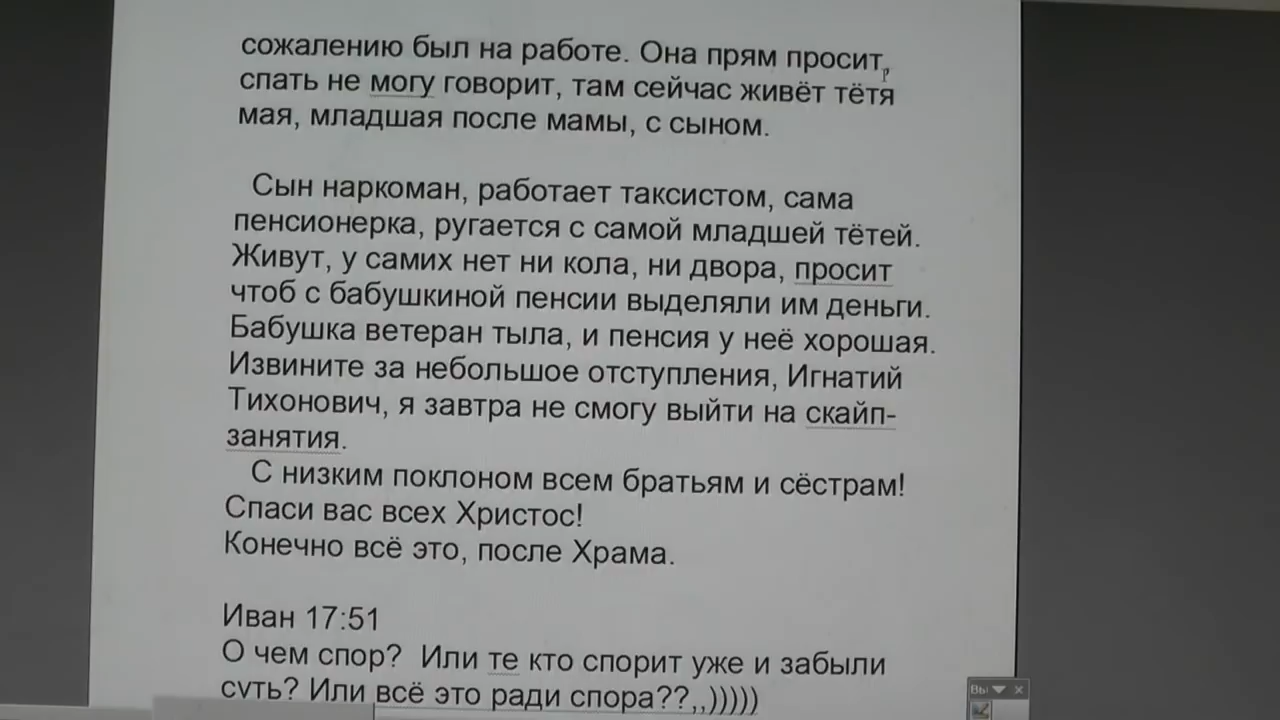 сожалению был на работе. Она прям просит,
спать не могу говорит, там сейчас живёт тётя
мая, младшая после мамы, с сыном.
Сын наркоман, работает таксистом, сама
пенсионерка, ругается с самой младшей тётей.
Живут, у самих нет ни кола, ни двора, просит
чтоб с бабушкиной пенсии выделяли им деньги.
Бабушка ветеран тыла, и пенсия у неё хорошая.
Извините за небольшое отступления, Игнатий
Тихонович, я завтра не смогу выйти на скайп-
занятия.
С низким поклоном всем братьям и сёстрам!
Спаси вас всех Христос!
Конечно всё это, после Храма.
Иван 17:51
О чем спор? Или те кто спорит уже и забыли
суть? Или всё это ради спора??,,)))))
Вы